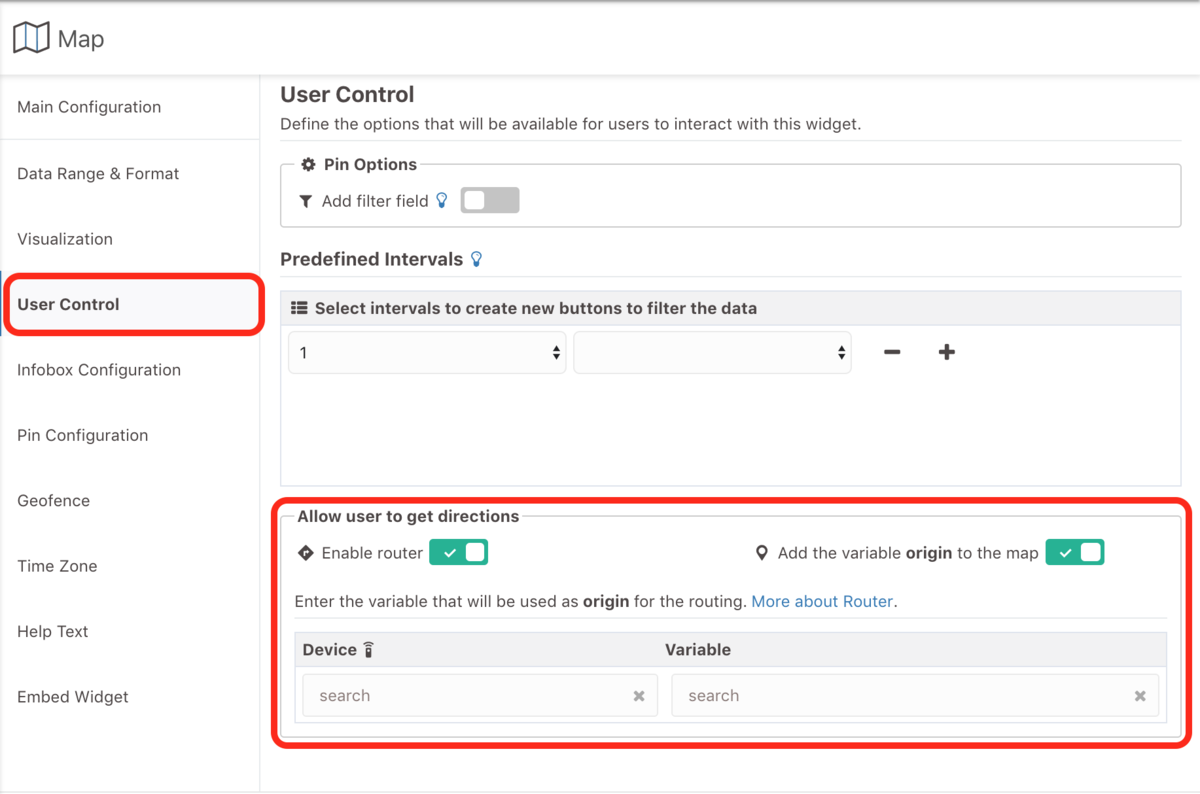 Map
Main Configuration
Data Range & Format
Visualization
User Control
Infobox Configuration
Pin Configuration
Geofence
Time Zone
Help Text
Embed Widget
User Control
Define the options that will be available for users to interact with this widget.
Pin Options
Add filter field
Predefined Intervals
Select intervals to create new buttons to filter the data
1
Allow user to get directions
Enable router
Add the variable origin to the map
Enter the variable that will be used as origin for the routing. More about Router.
Device Variable
search search